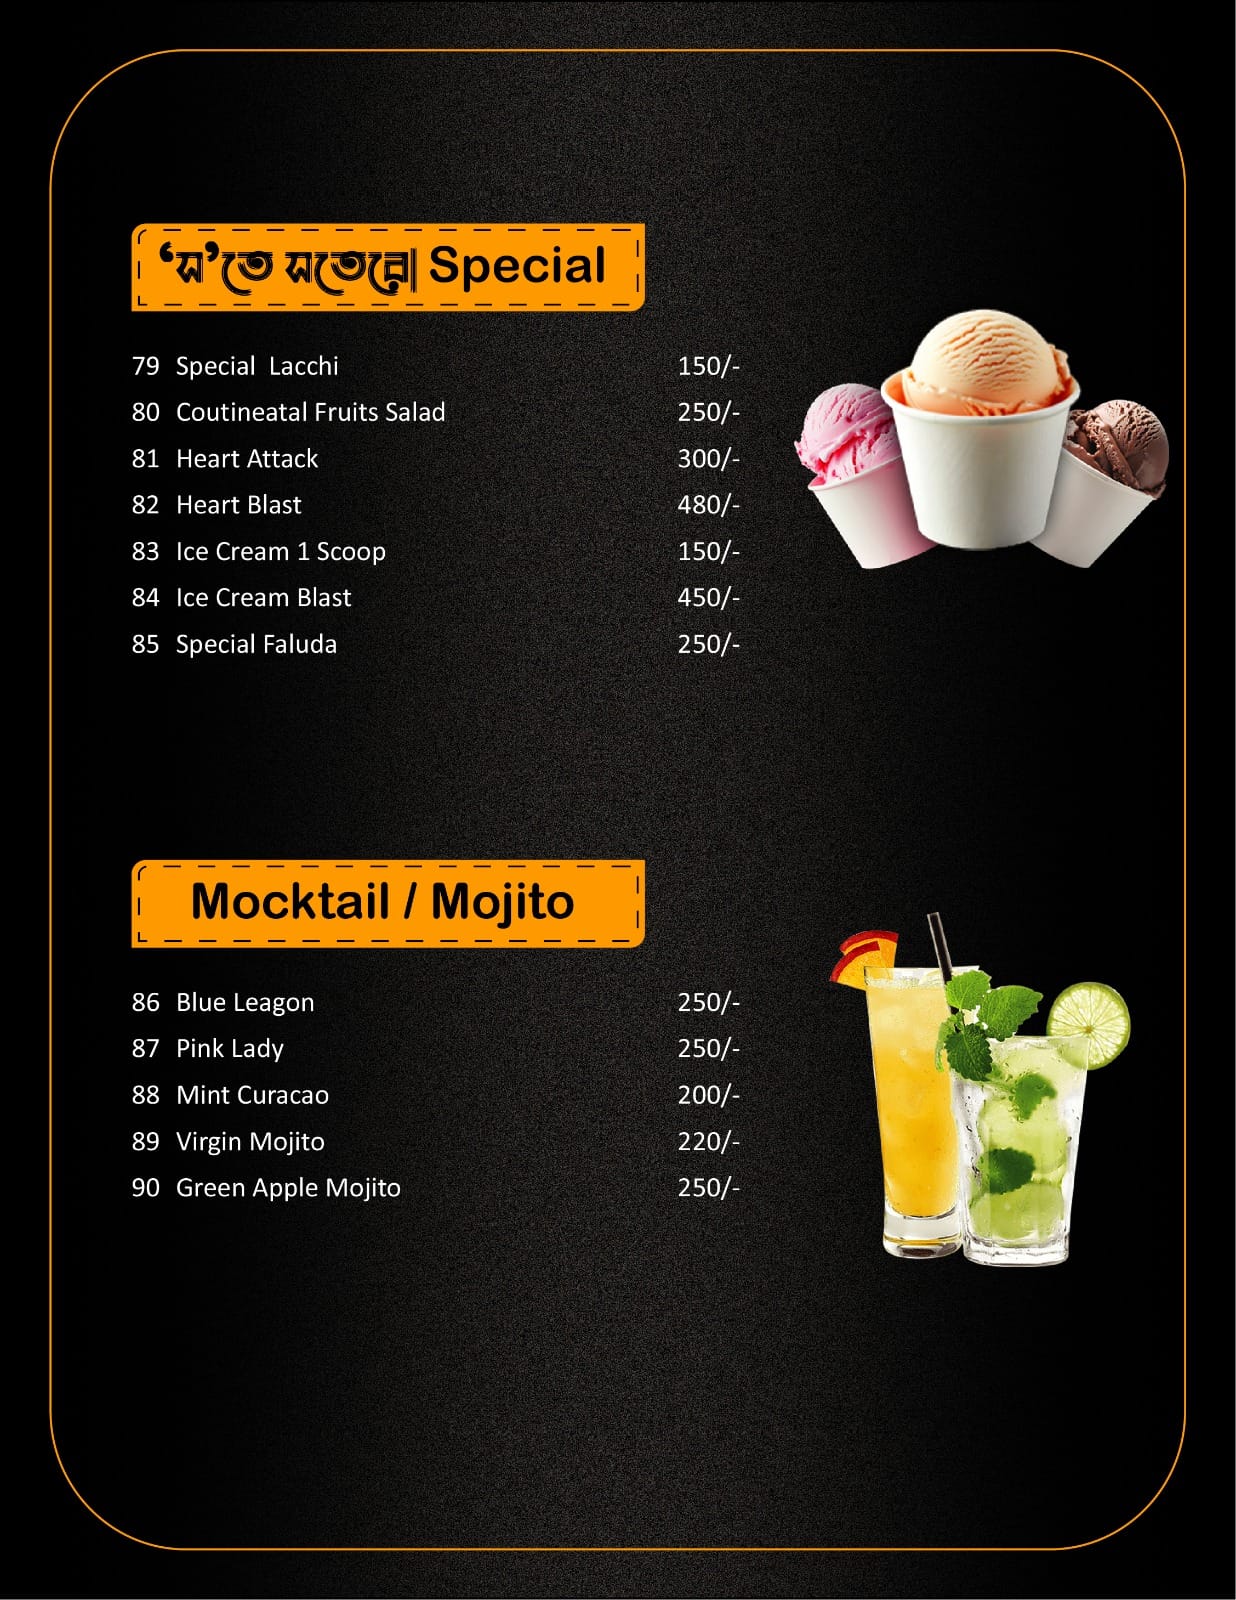 ‘স’তে সতেরো Special
79 Special Lacchi 150/-
80 Coutineatal Fruits Salad 250/-
81 Heart Attack 300/-
82 Heart Blast 480/-
83 Ice Cream 1 Scoop 150/-
84 Ice Cream Blast 450/-
85 Special Faluda 250/-
Mocktail / Mojito
86 Blue Leagon 250/-
87 Pink Lady 250/-
88 Mint Curacao 200/-
89 Virgin Mojito 220/-
90 Green Apple Mojito 250/-